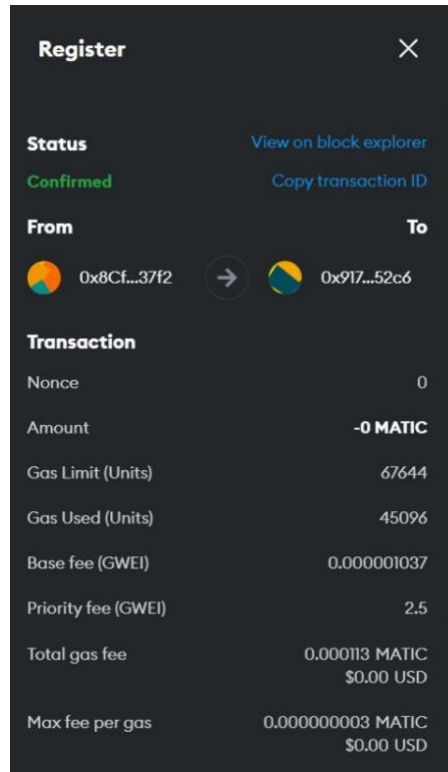 Register
Status View on block explorer
Confirmed Copy transaction ID
From To
0x8Cf...37f2 0x917...52c6
Transaction
Nonce 0
Amount -0 MATIC
Gas Limit (Units) 67644
Gas Used (Units) 45096
Base fee (GWEI) 0.000001037
Priority fee (GWEI) 2.5
Total gas fee 0.000113 MATIC
$0.00 USD
Max fee per gas 0.000000003 MATIC
$0.00 USD